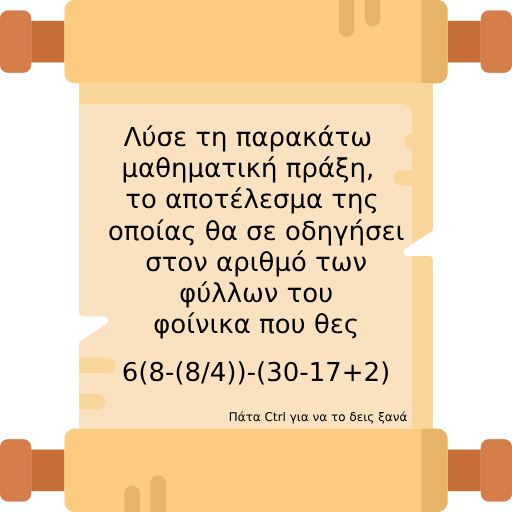 Λύσε τη παρακάτω
μαθηματική πράξη,
το αποτέλεσμα της
οποίας θα σε οδηγήσει
στον αριθμό των
φύλλων του
φοίνικα που θες
6(8-(8/4))-(30-17+2)
Πάτα Ctrl για να το δεις ξανά